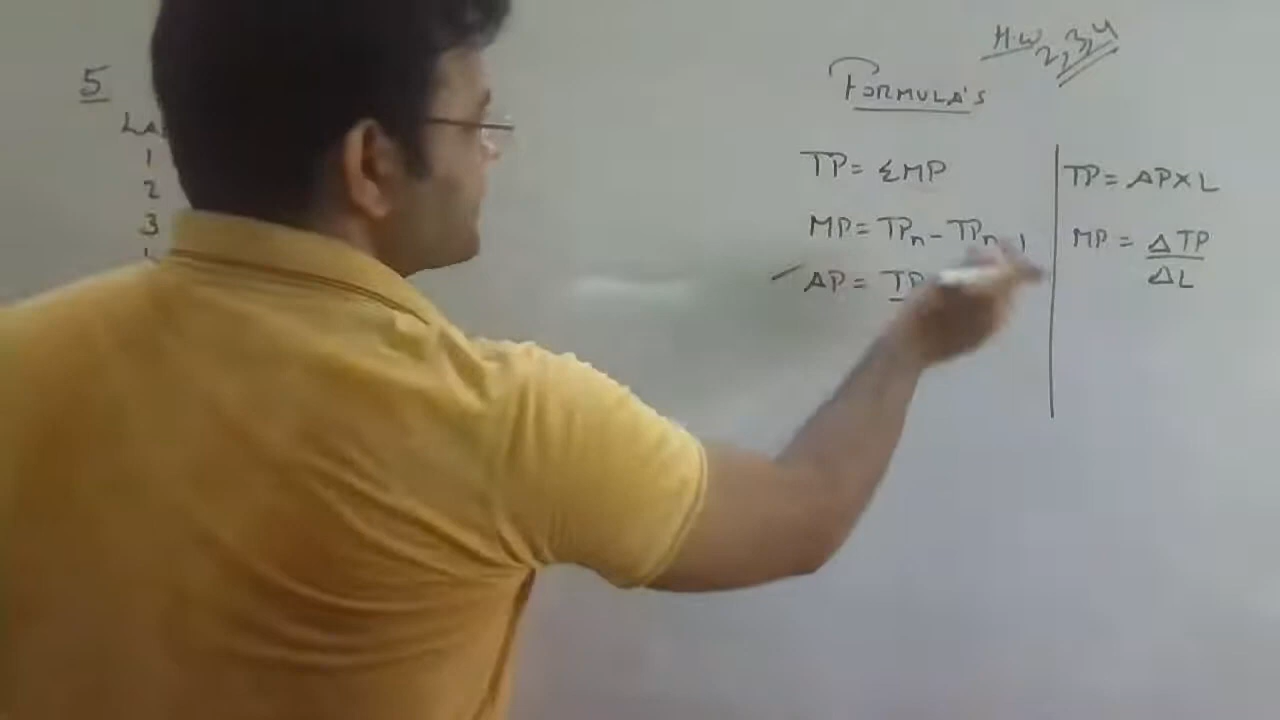 5
1
2
3
H.W 2,3,4
FORMULA'S
TP = ΣMP
MP = TPn - TPn-1
AP = TP
TP = AP×L
MP = ΔTP
ΔL